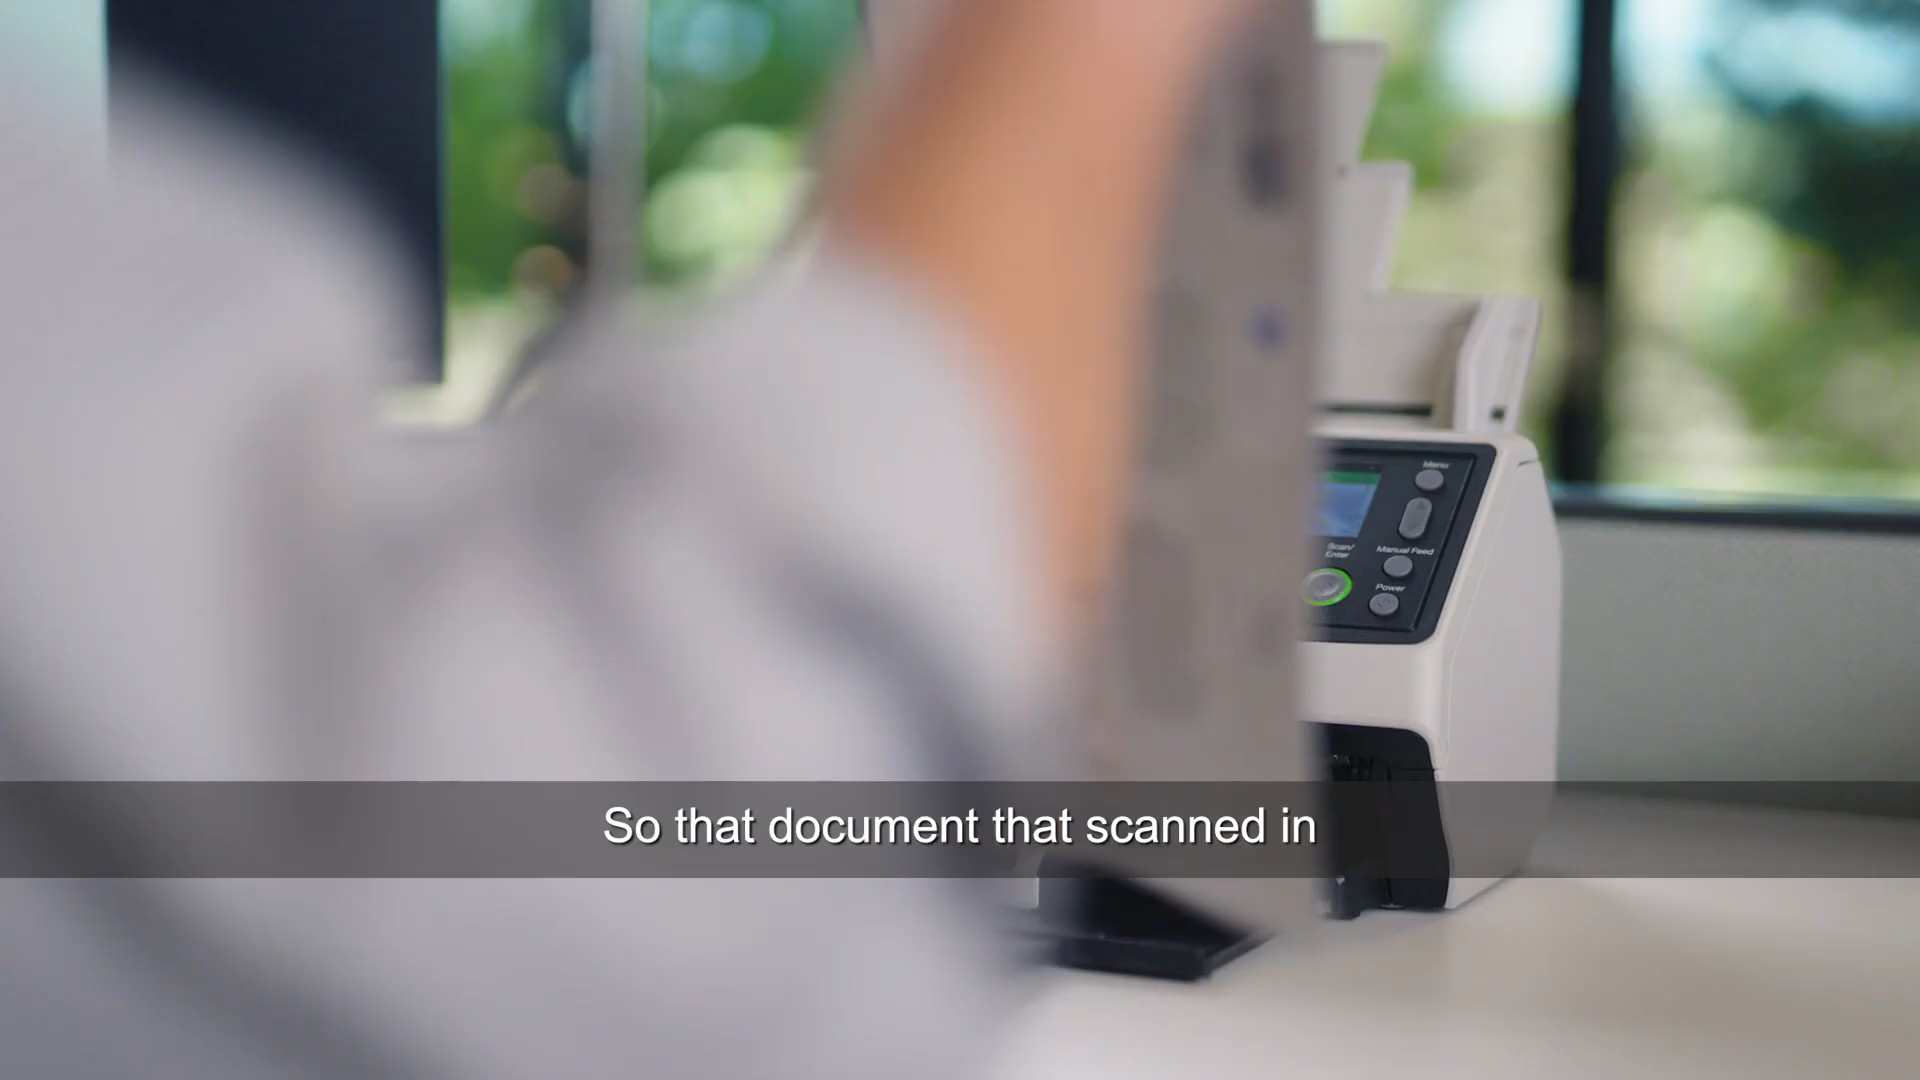 Menu
Scan/
Enter
Manual Feed
Power
So that document that scanned in